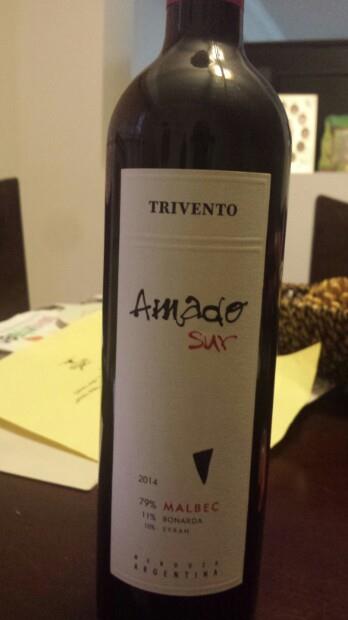 TRIVENTO
Amado
sur
2014
79% MALBEC
11% BONARDA
10% SYRAH
MENDOZA
ARGENTINA